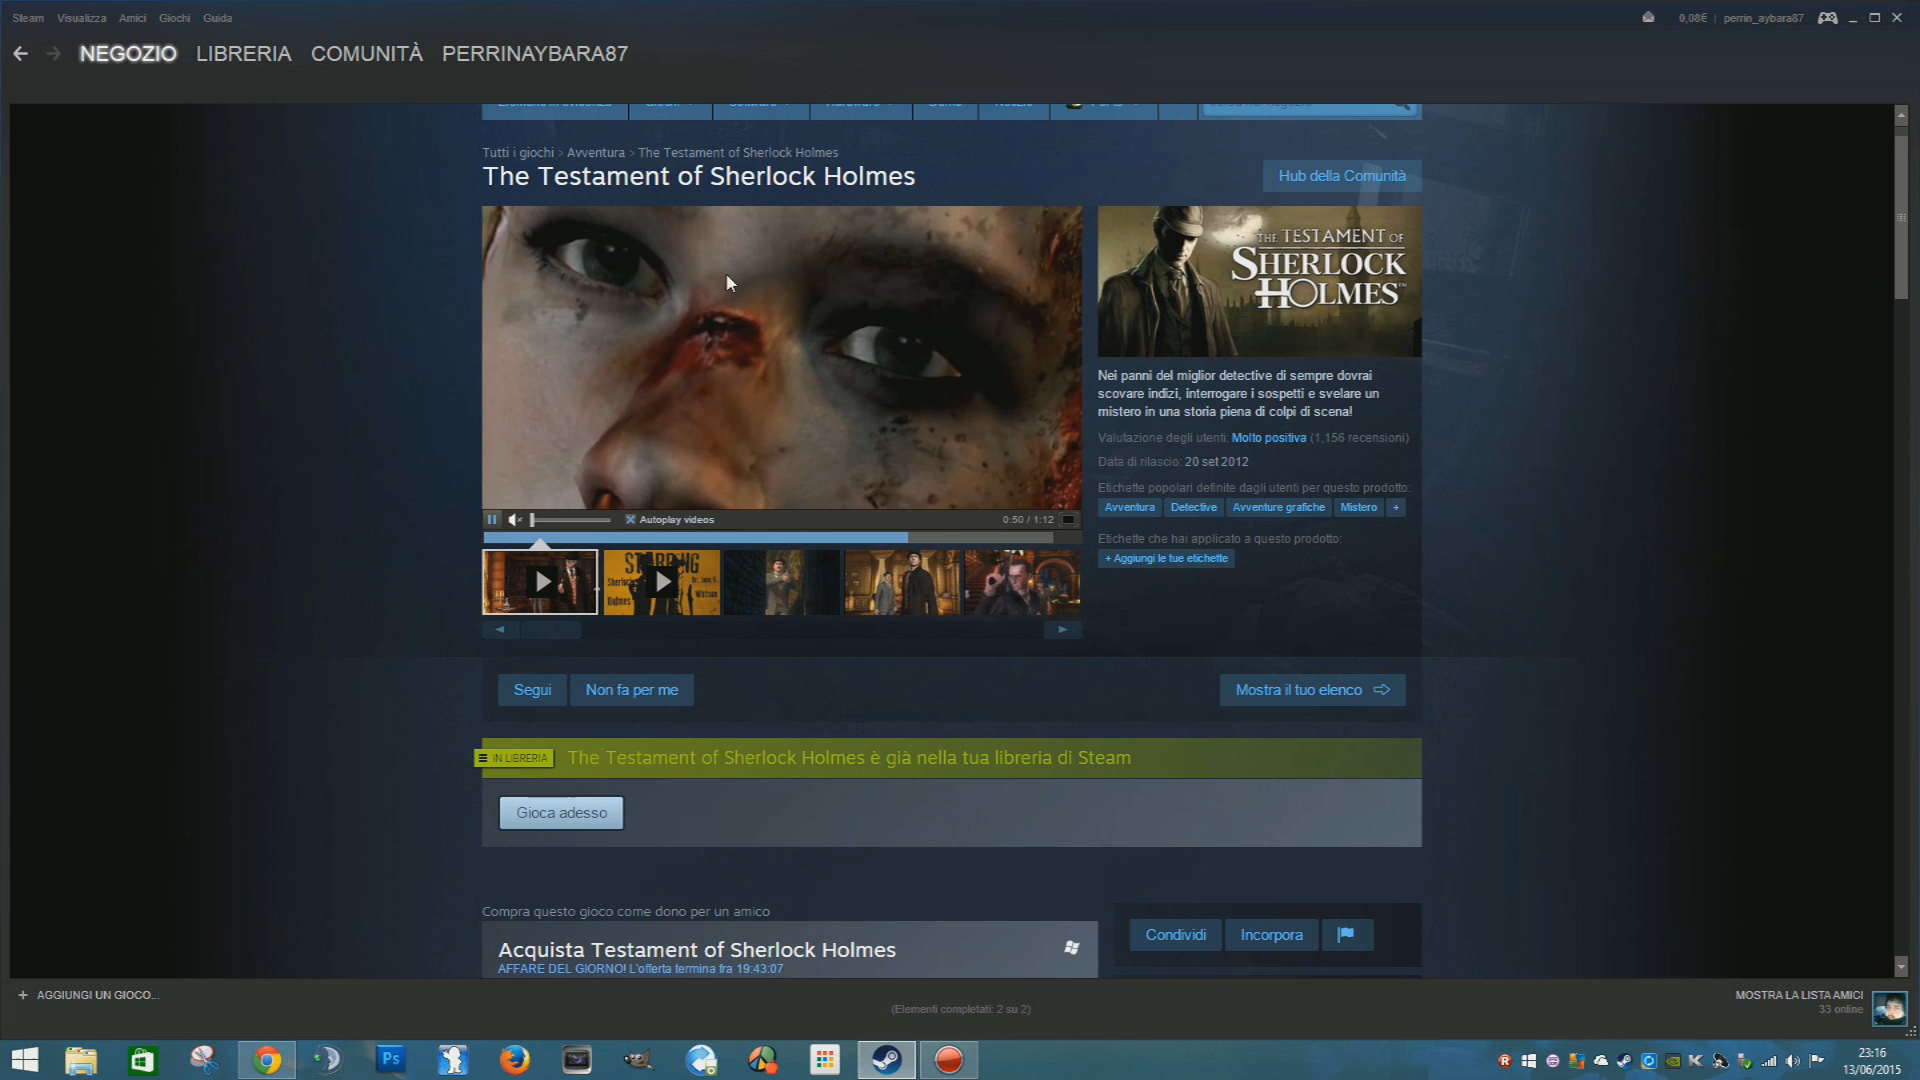 Steam Visualizza Amici Giochi Guida
0,08€ | perrin_aybara87
NEGOZIO LIBRERIA COMUNITÀ PERRINAYBARA87
Tutti i giochi > Avventura > The Testament of Sherlock Holmes
The Testament of Sherlock Holmes
Hub della Comunità
THE TESTAMENT OF
SHERLOCK
HOLMES™
Nei panni del miglior detective di sempre dovrai
scovare indizi, interrogare i sospetti e svelare un
mistero in una storia piena di colpi di scena!
Valutazione degli utenti: Molto positiva (1,156 recensioni)
Data di rilascio: 20 set 2012
Etichette popolari definite dagli utenti per questo prodotto:
Avventura Detective Avventure grafiche Mistero +
Etichette che hai applicato a questo prodotto:
+ Aggiungi le tue etichette
Autoplay videos
0:50 / 1:12
STARRING
Sherlock
Holmes
Watson
Segui
Non fa per me
Mostra il tuo elenco
IN LIBRERIA
The Testament of Sherlock Holmes è già nella tua libreria di Steam
Gioca adesso
Compra questo gioco come dono per un amico
Acquista Testament of Sherlock Holmes
AFFARE DEL GIORNO! L'offerta termina fra 19:43:07
Condividi
Incorpora
+ AGGIUNGI UN GIOCO...
(Elementi completati: 2 su 2)
MOSTRA LA LISTA AMICI
33 online
Ps
23:16
13/06/2015